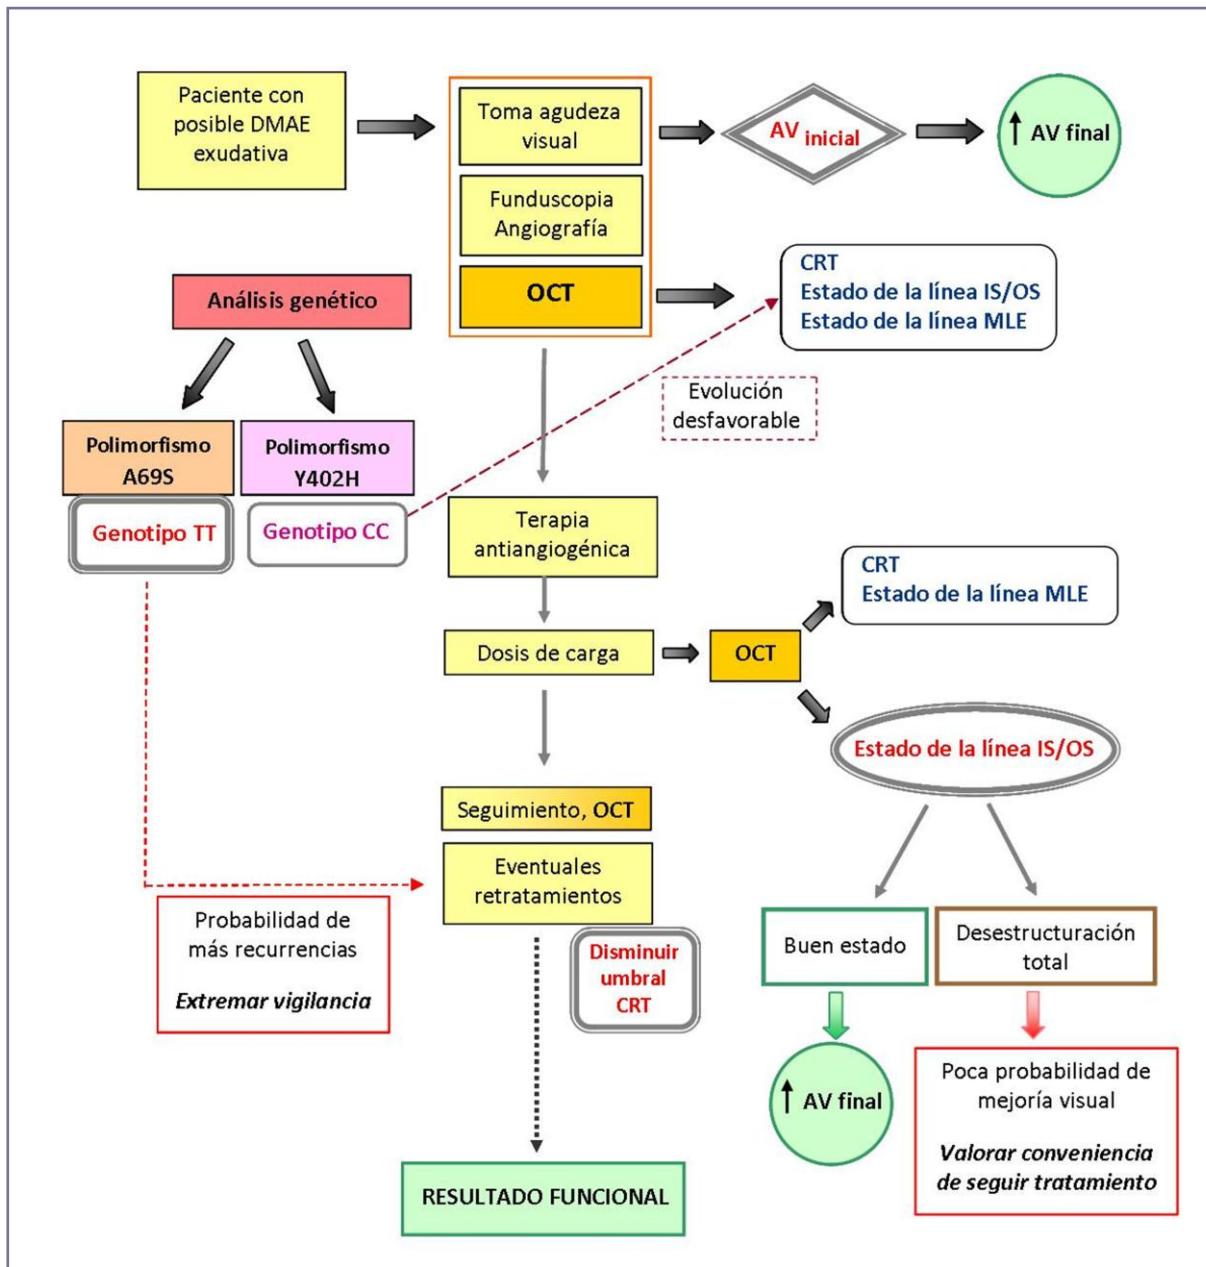 Paciente con
posible DMAE
exudativa
Toma agudeza
visual
AV inicial
↑ AV final
Funduscopia
Angiografía
OCT
CRT
Estado de la línea IS/OS
Estado de la línea MLE
Análisis genético
Evolución
desfavorable
Polimorfismo
A69S
Polimorfismo
Y402H
Genotipo TT
Genotipo CC
Terapia
antiangiogénica
CRT
Estado de la línea MLE
Dosis de carga
OCT
Estado de la línea IS/OS
Seguimiento, OCT
Eventuales
retratamientos
Probabilidad de
más recurrencias
Extremar vigilancia
Disminuir
umbral
CRT
Buen estado
Desestructuración
total
↑ AV final
Poca probabilidad de
mejoría visual
Valorar conveniencia
de seguir tratamiento
RESULTADO FUNCIONAL